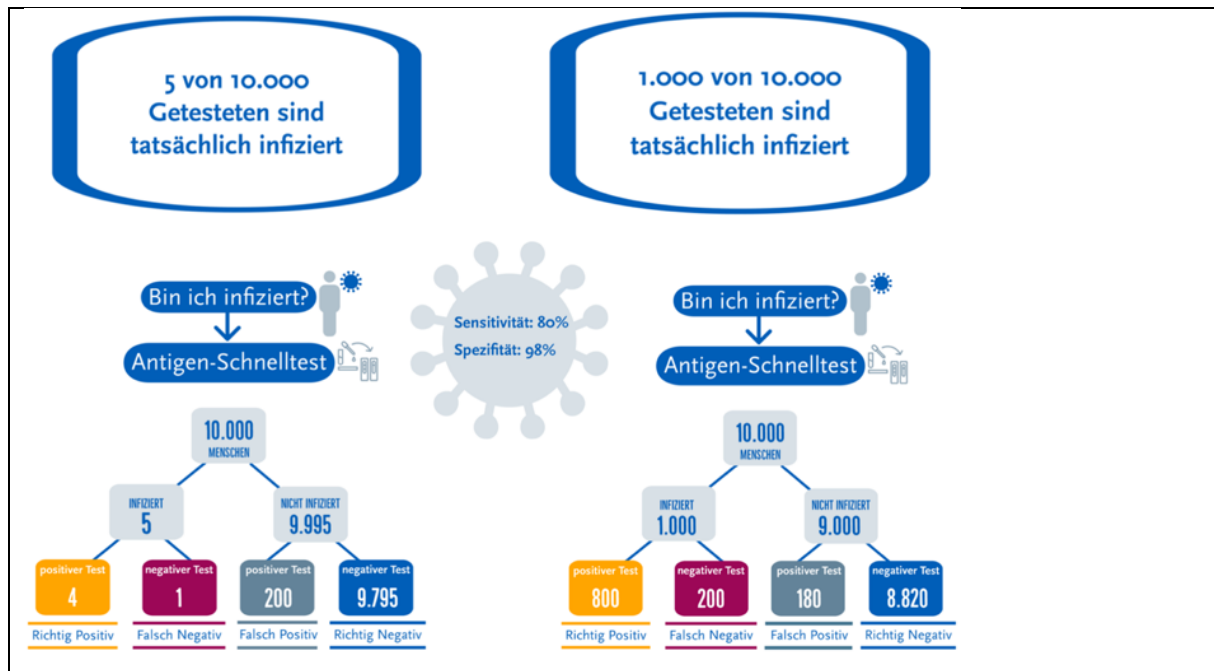 5 von 10.000
Getesteten sind
tatsächlich infiziert
1.000 von 10.000
Getesteten sind
tatsächlich infiziert
Bin ich infiziert?
Antigen-Schnelltest
Sensitivität: 80%
Spezifität: 98%
Bin ich infiziert?
Antigen-Schnelltest
10.000
MENSCHEN
INFIZIERT
5
NICHT INFIZIERT
9.995
positiver Test
4
Richtig Positiv
negativer Test
1
Falsch Negativ
positiver Test
200
Falsch Positiv
negativer Test
9.795
Richtig Negativ
10.000
MENSCHEN
INFIZIERT
1.000
NICHT INFIZIERT
9.000
positiver Test
800
Richtig Positiv
negativer Test
200
Falsch Negativ
positiver Test
180
Falsch Positiv
negativer Test
8.820
Richtig Negativ